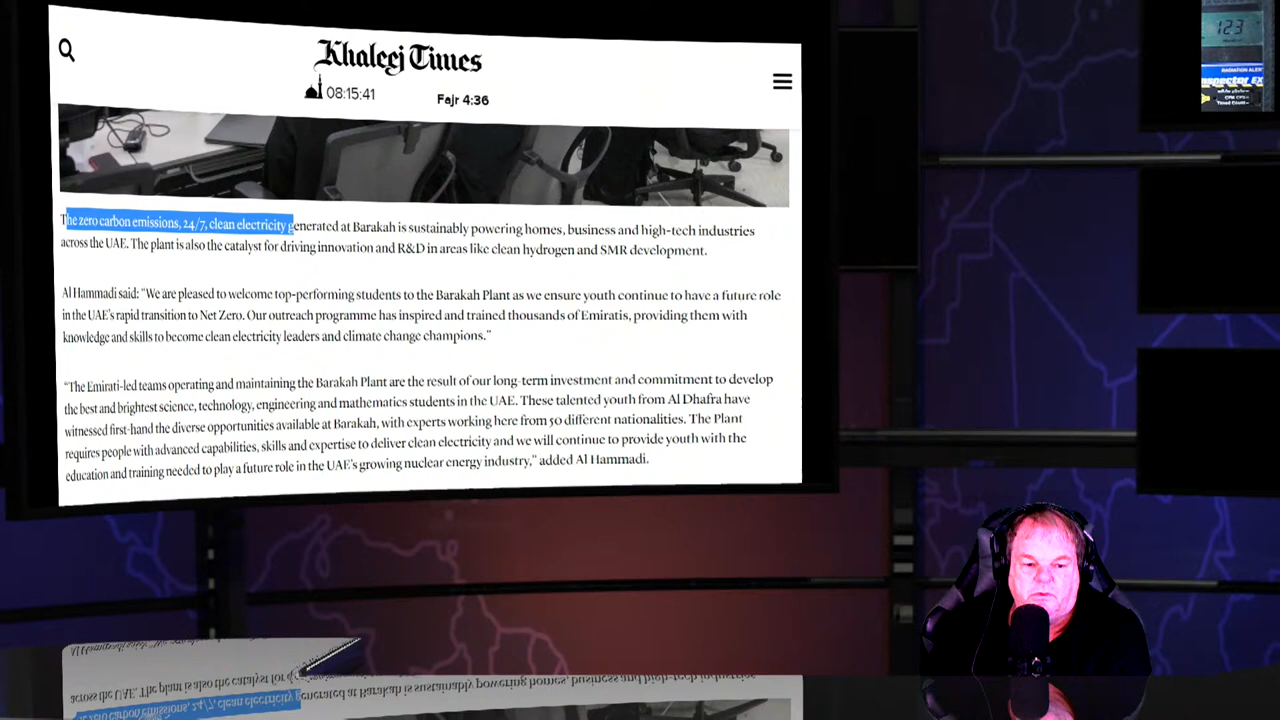 Khaleej Times
08:15:41
Fajr 4:36
The zero carbon emissions, 24/7, clean electricity generated at Barakah is sustainably powering homes, business and high-tech industries
across the UAE. The plant is also the catalyst for driving innovation and R&D in areas like clean hydrogen and SMR development.
Al Hammadi said: "We are pleased to welcome top-performing students to the Barakah Plant as we ensure youth continue to have a future role
in the UAE's rapid transition to Net Zero. Our outreach programme has inspired and trained thousands of Emiratis, providing them with
knowledge and skills to become clean electricity leaders and climate change champions."
"The Emirati-led teams operating and maintaining the Barakah Plant are the result of our long-term investment and commitment to develop
the best and brightest science, technology, engineering and mathematics students in the UAE. These talented youth from Al Dhafra have
witnessed first-hand the diverse opportunities available at Barakah, with experts working here from 50 different nationalities. The Plant
requires people with advanced capabilities, skills and expertise to deliver clean electricity and we will continue to provide youth with the
education and training needed to play a future role in the UAE's growing nuclear energy industry," added Al Hammadi.
123
RADIATION ALERT
Inspector EX